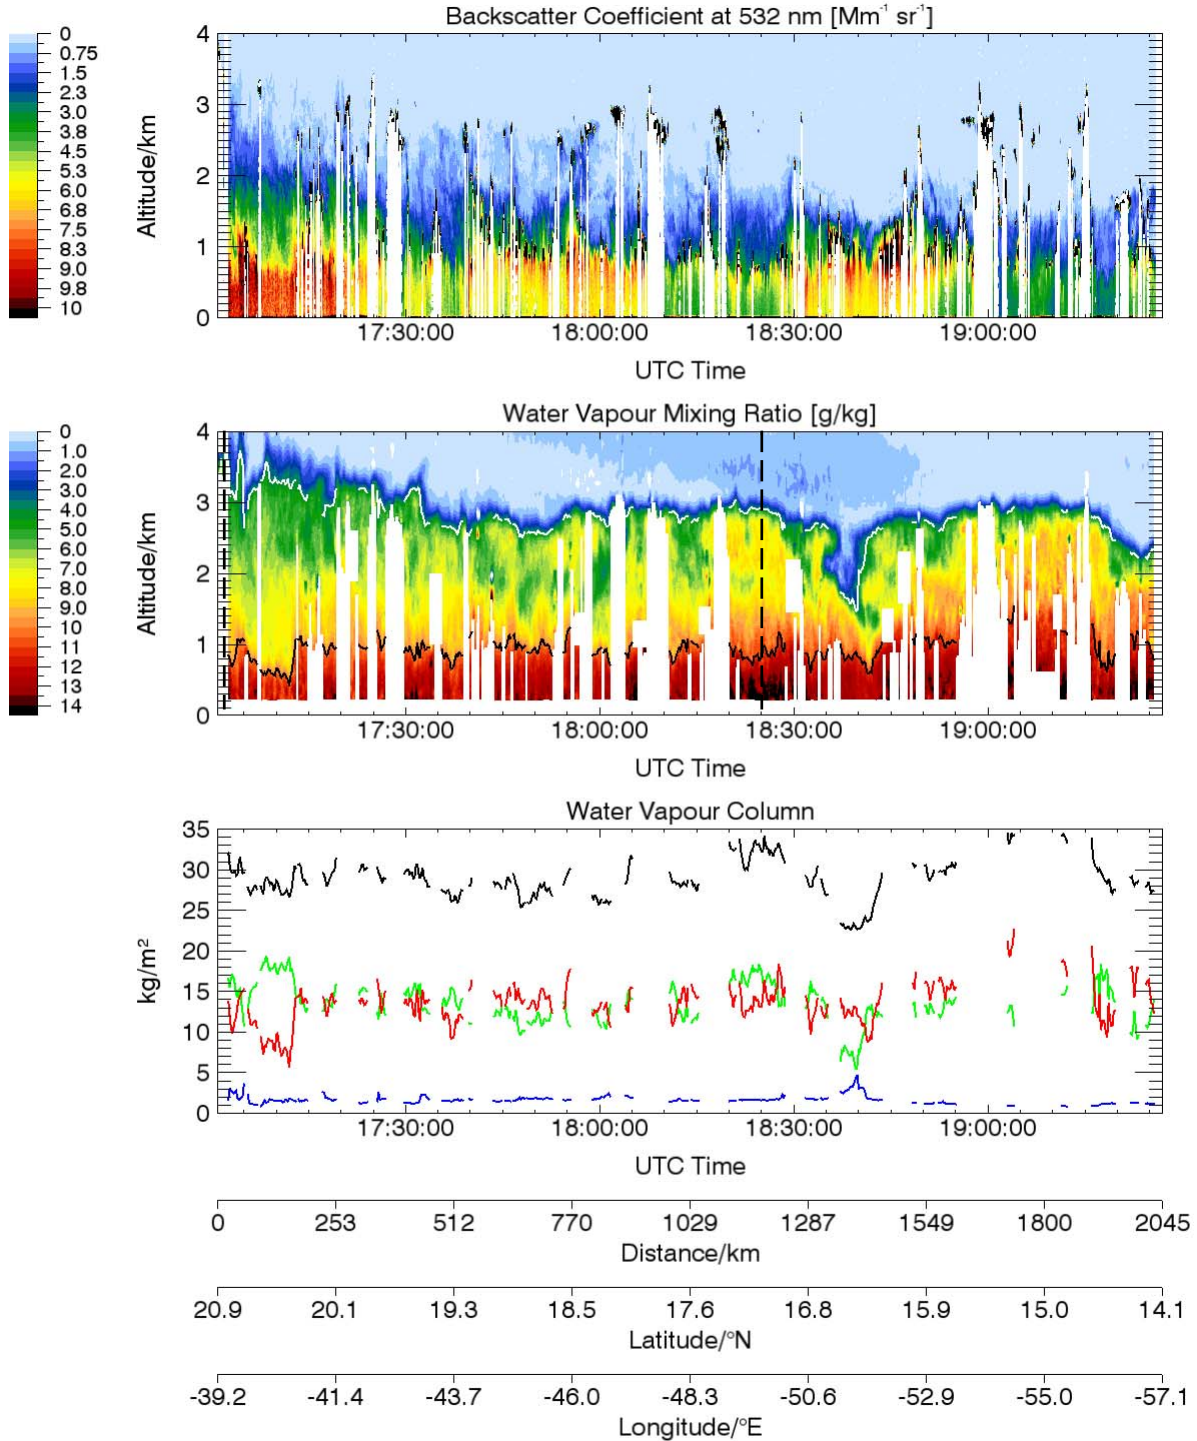 Backscatter Coefficient at 532 nm [Mm⁻¹ sr⁻¹]
0
0.75
1.5
2.3
3.0
3.8
4.5
5.3
6.0
6.8
7.5
8.3
9.0
9.8
10
Altitude/km
4
3
2
1
0
17:30:00 18:00:00 18:30:00 19:00:00
UTC Time
Water Vapour Mixing Ratio [g/kg]
0
1.0
2.0
3.0
4.0
5.0
6.0
7.0
8.0
9.0
10
11
12
13
14
Altitude/km
4
3
2
1
0
17:30:00 18:00:00 18:30:00 19:00:00
UTC Time
Water Vapour Column
kg/m²
35
30
25
20
15
10
5
0
17:30:00 18:00:00 18:30:00 19:00:00
UTC Time
0 253 512 770 1029 1287 1549 1800 2045
Distance/km
20.9 20.1 19.3 18.5 17.6 16.8 15.9 15.0 14.1
Latitude/°N
-39.2 -41.4 -43.7 -46.0 -48.3 -50.6 -52.9 -55.0 -57.1
Longitude/°E